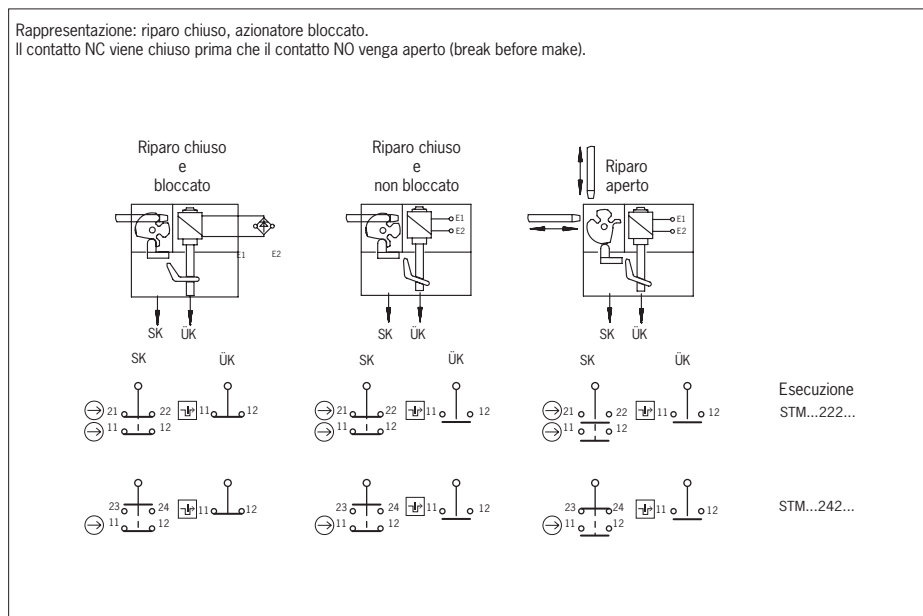 Rappresentazione: riparo chiuso, azionatore bloccato.
Il contatto NC viene chiuso prima che il contatto NO venga aperto (break before make).
Riparo chiuso
e
bloccato
Riparo chiuso
e
non bloccato
Riparo
aperto
E1 E2
E1
E2
E1
E2
SK ÜK
SK ÜK
SK ÜK
SK ÜK
SK ÜK
SK ÜK
Esecuzione
21 22 11 12
11 12
21 22 11 12
11 12
21 22 11 12
11 12
STM...222...
23 24 11 12
11 12
23 24 11 12
11 12
23 24 11 12
11 12
STM...242...